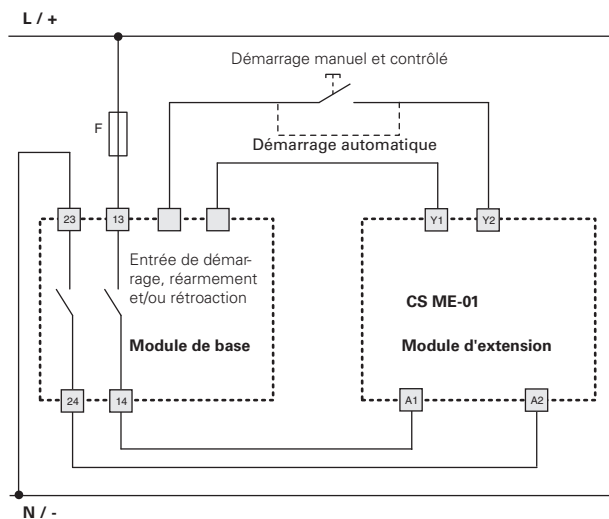 L / +
Démarrage manuel et contrôlé
F
Démarrage automatique
23
13
Y1
Y2
Entrée de démar-
rage, réarmement
et/ou rétroaction
CS ME-01
Module de base
Module d'extension
24
14
A1
A2
N / -